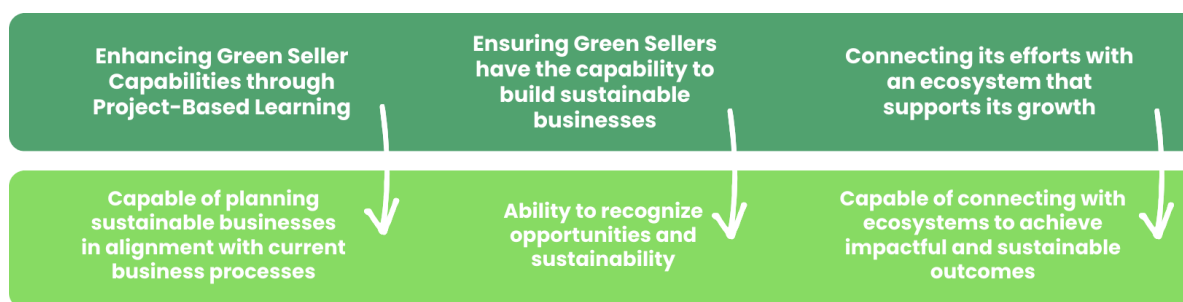 Enhancing Green Seller
Capabilities through
Project-Based Learning
Ensuring Green Sellers
have the capability to
build sustainable
businesses
Connecting its efforts with
an ecosystem that
supports its growth
Capable of planning
sustainable businesses
in alignment with current
business processes
Ability to recognize
opportunities and
sustainability
Capable of connecting with
ecosystems to achieve
impactful and sustainable
outcomes